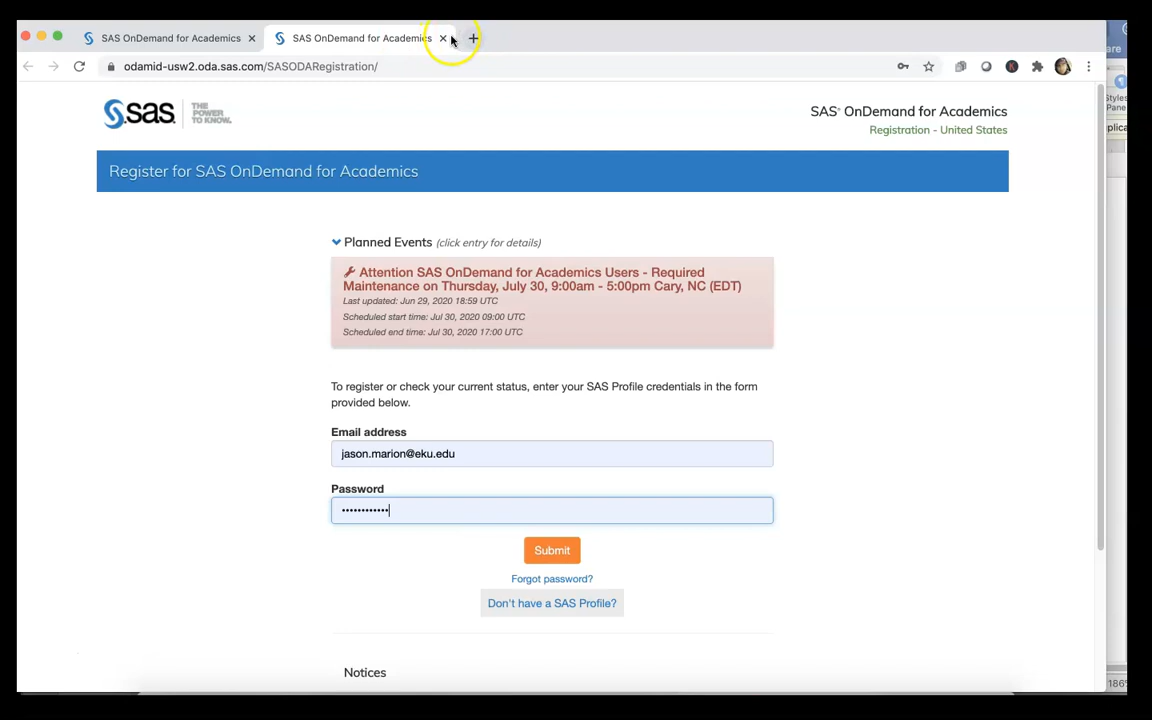 SAS OnDemand for Academics
SAS OnDemand for Academics
odamid-usw2.oda.sas.com/SASODARegistration/
sas
THE
POWER
TO KNOW.
SAS® OnDemand for Academics
Registration - United States
Register for SAS OnDemand for Academics
Planned Events (click entry for details)
Attention SAS OnDemand for Academics Users - Required
Maintenance on Thursday, July 30, 9:00am - 5:00pm Cary, NC (EDT)
Last updated: Jun 29, 2020 18:59 UTC
Scheduled start time: Jul 30, 2020 09:00 UTC
Scheduled end time: Jul 30, 2020 17:00 UTC
To register or check your current status, enter your SAS Profile credentials in the form
provided below.
Email address
jason.marion@eku.edu
Password
••••••••••••
Submit
Forgot password?
Don't have a SAS Profile?
Notices
are
Styles
Pane
plica
186%